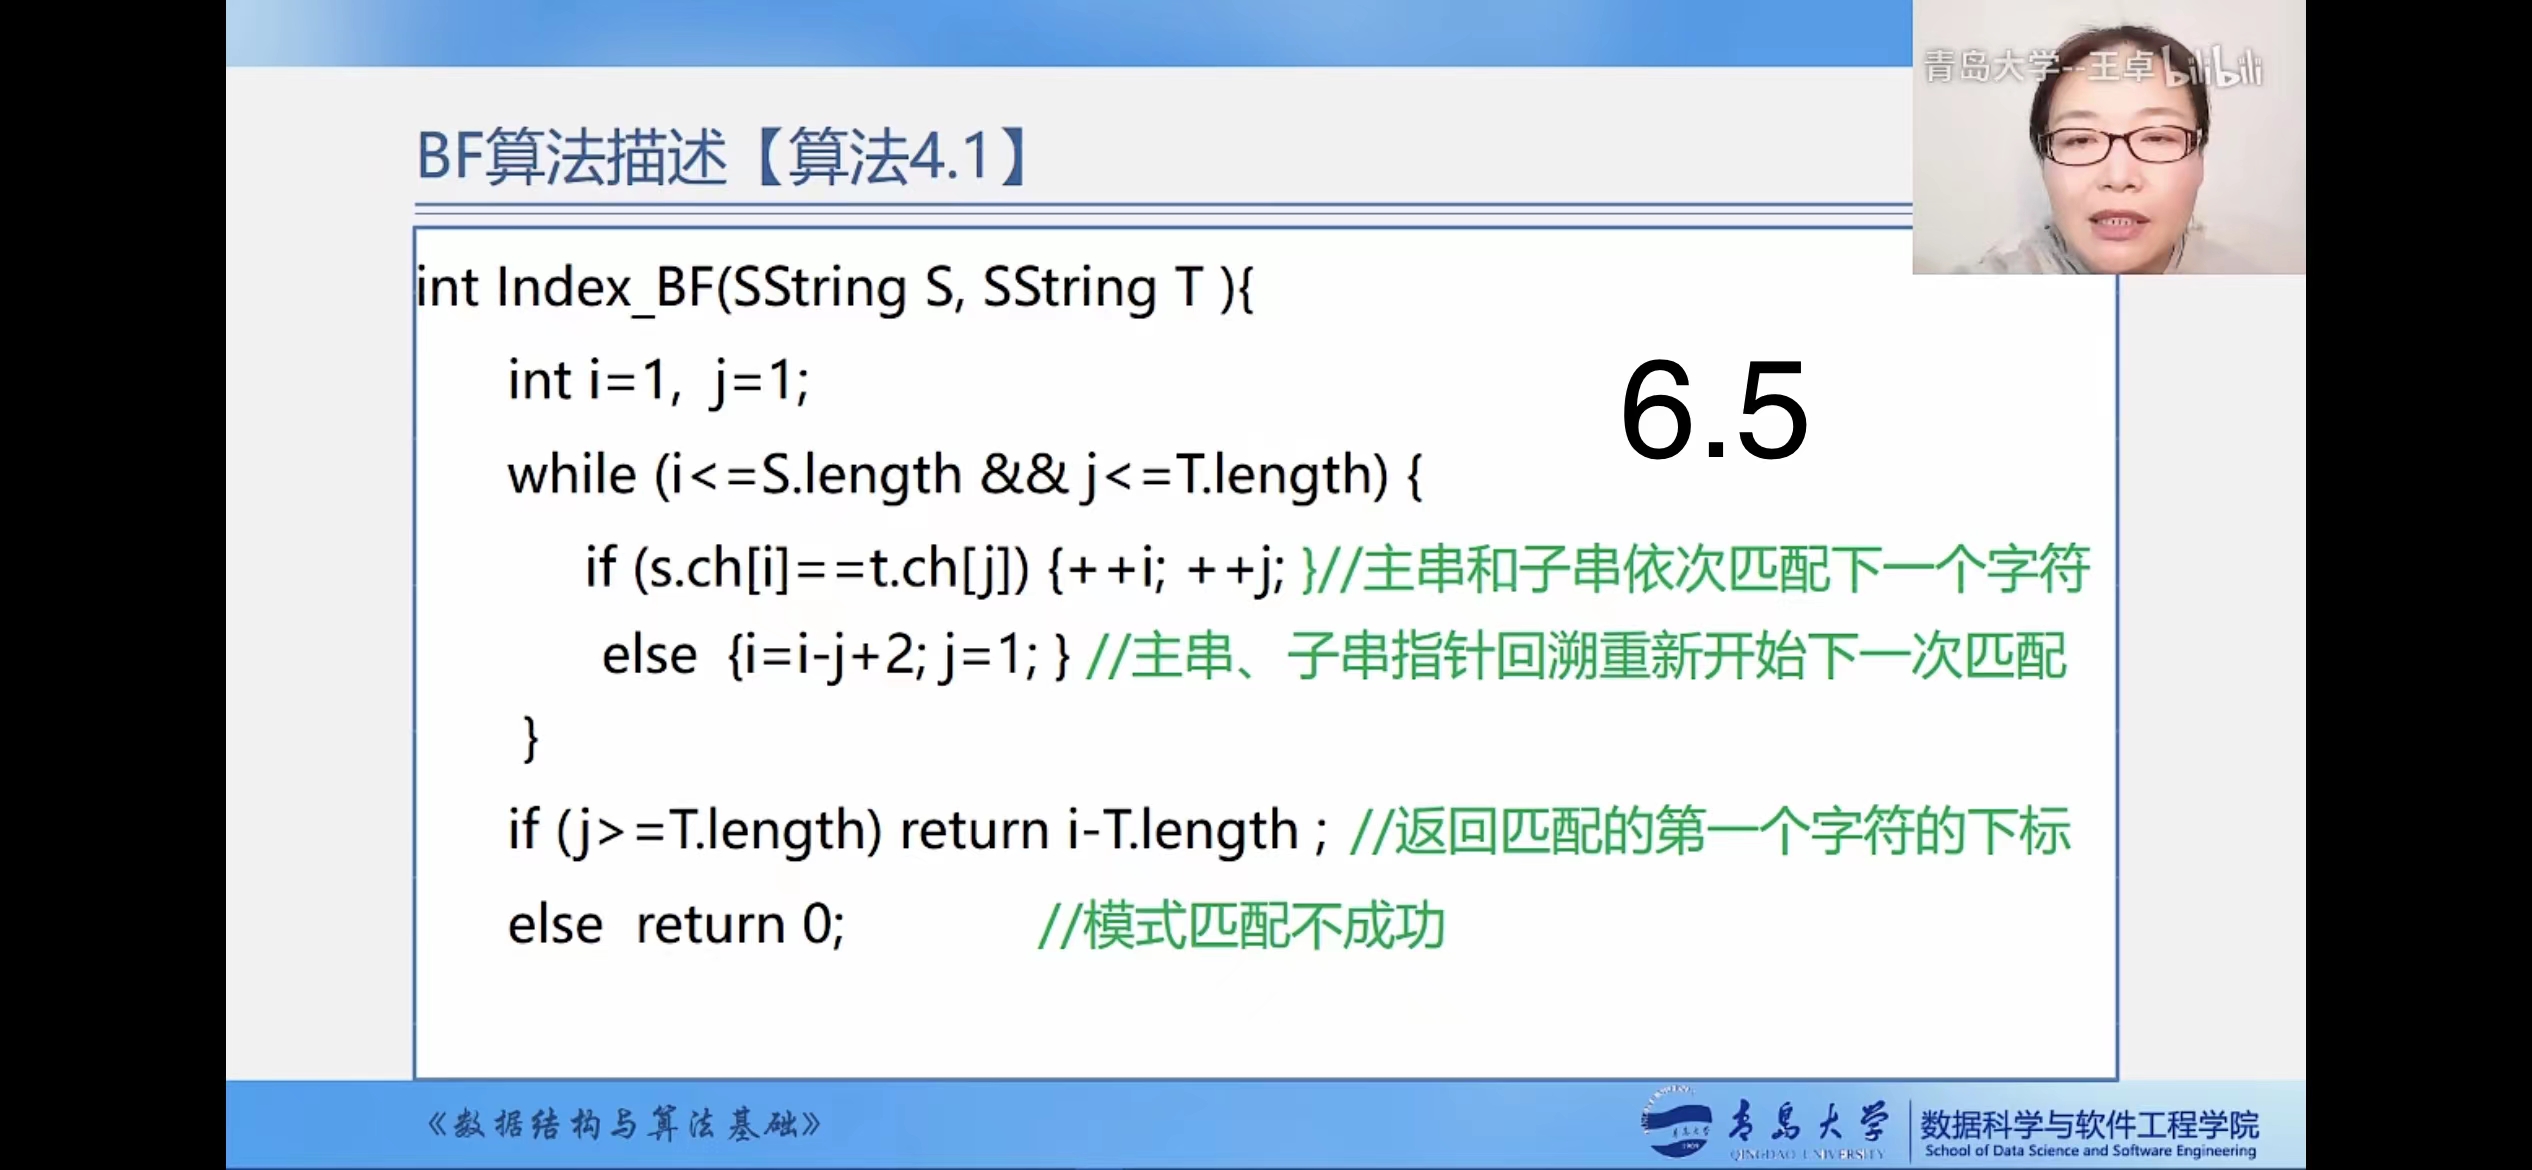 青岛大学--王卓 bilibili
BF算法描述【算法4.1】
int Index_BF(SString S, SString T ){
int i=1, j=1;
6.5
while (i<=S.length && j<=T.length) {
if (s.ch[i]==t.ch[j]) {++i; ++j; }//主串和子串依次匹配下一个字符
else {i=i-j+2; j=1; } //主串、子串指针回溯重新开始下一次匹配
}
if (j>=T.length) return i-T.length ; //返回匹配的第一个字符的下标
else return 0; //模式匹配不成功
《数据结构与算法基础》
青岛大学
QINGDAO UNIVERSITY
1909
数据科学与软件工程学院
School of Data Science and Software Engineering